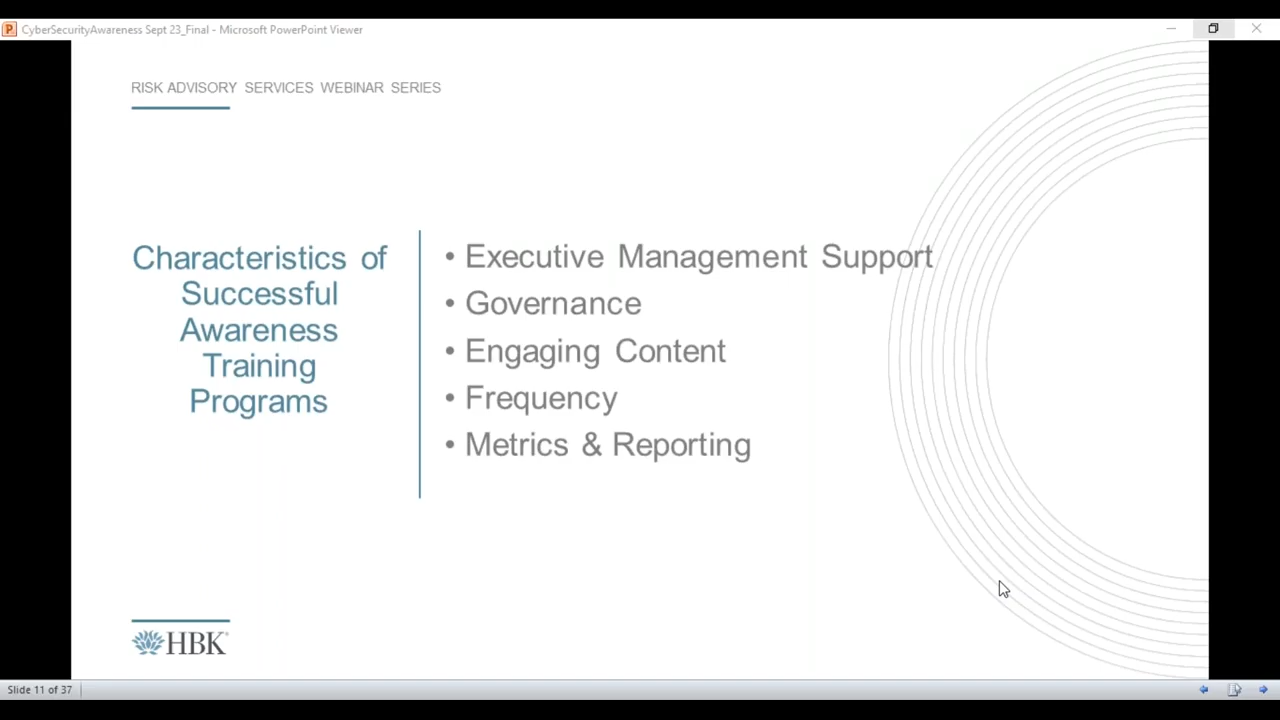 CyberSecurityAwareness Sept 23_Final - Microsoft PowerPoint Viewer
RISK ADVISORY SERVICES WEBINAR SERIES
Characteristics of
Successful
Awareness
Training
Programs
• Executive Management Support
• Governance
• Engaging Content
• Frequency
• Metrics & Reporting
HBK®
Slide 11 of 37